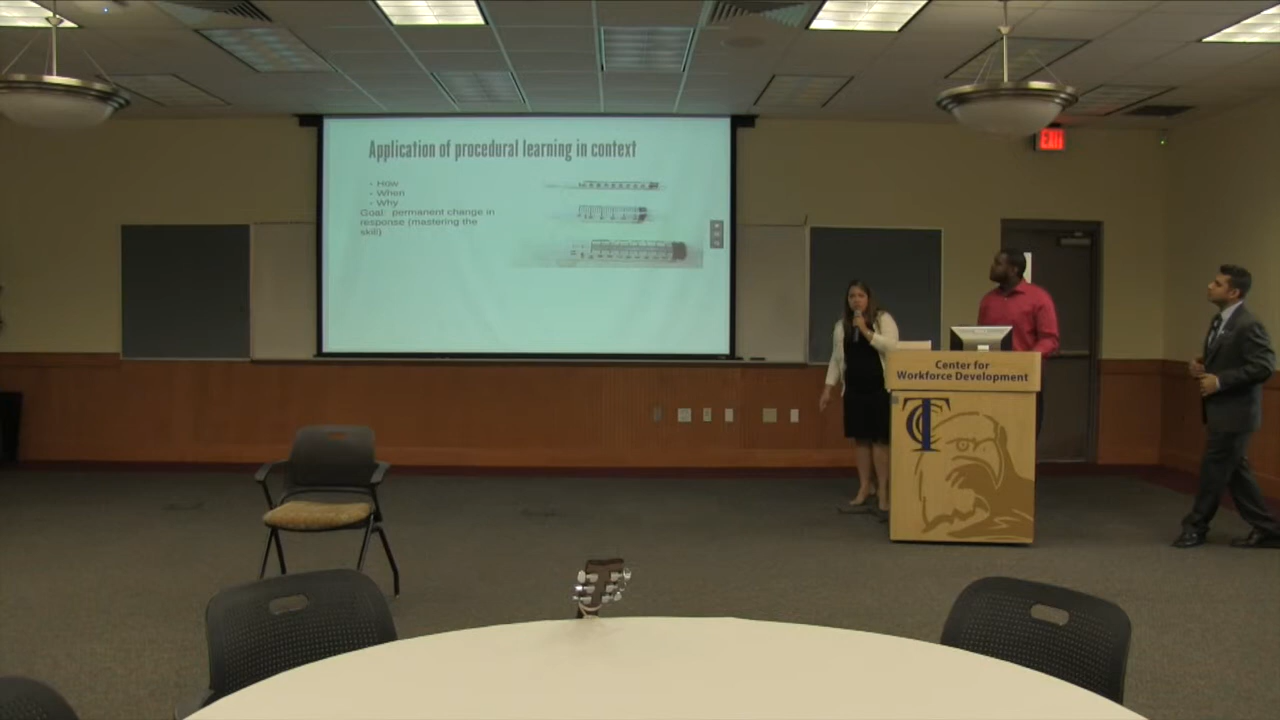 Application of procedural learning in context
- How
- When
- Why
Goal: permanent change in
response (mastering the
skill)
EXIT
Center for
Workforce Development
TCC